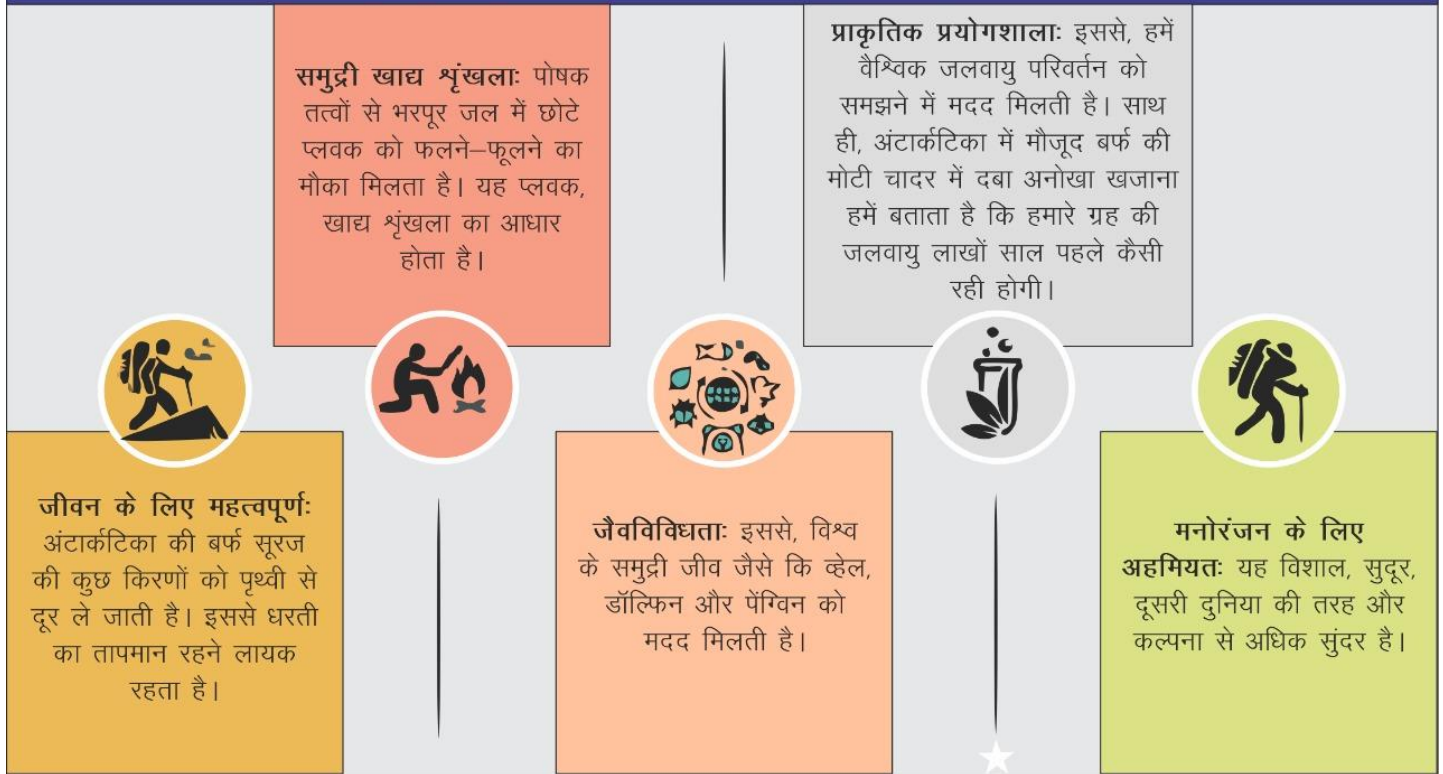 समुद्री खाद्य शृंखलाः पोषक
तत्वों से भरपूर जल में छोटे
प्लवक को फलने–फूलने का
मौका मिलता है। यह प्लवक,
खाद्य शृंखला का आधार
होता है।
प्राकृतिक प्रयोगशालाः इससे, हमें
वैश्विक जलवायु परिवर्तन को
समझने में मदद मिलती है। साथ
ही, अंटार्कटिका में मौजूद बर्फ की
मोटी चादर में दबा अनोखा खजाना
हमें बताता है कि हमारे ग्रह की
जलवायु लाखों साल पहले कैसी
रही होगी।
जीवन के लिए महत्वपूर्णः
अंटार्कटिका की बर्फ सूरज
की कुछ किरणों को पृथ्वी से
दूर ले जाती है। इससे धरती
का तापमान रहने लायक
रहता है।
जैवविविधताः इससे, विश्व
के समुद्री जीव जैसे कि व्हेल,
डॉल्फिन और पेंग्विन को
मदद मिलती है।
मनोरंजन के लिए
अहमियतः यह विशाल, सुदूर,
दूसरी दुनिया की तरह और
कल्पना से अधिक सुंदर है।